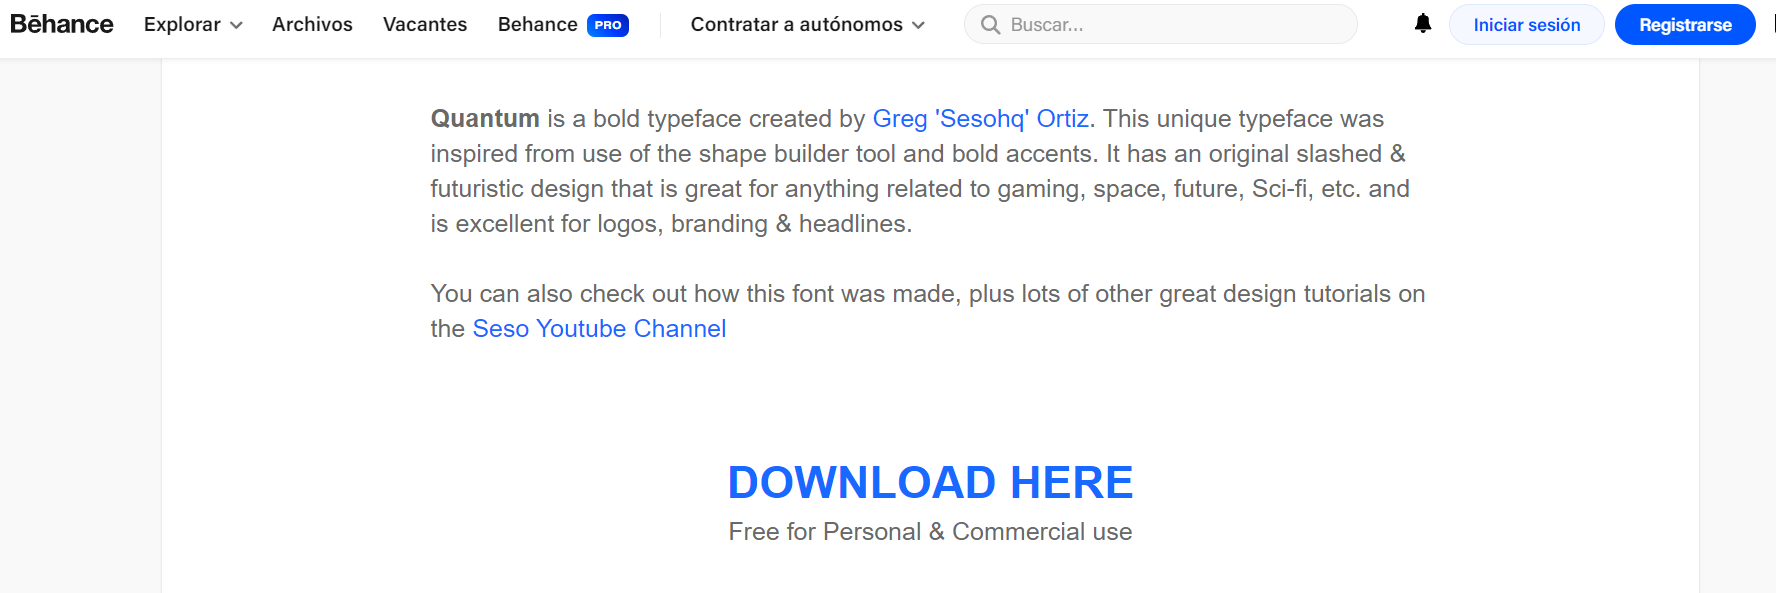 Bēhance Explorar Archivos Vacantes Behance PRO Contratar a autónomos Buscar... Iniciar sesión Registrarse
Quantum is a bold typeface created by Greg 'Sesohq' Ortiz. This unique typeface was
inspired from use of the shape builder tool and bold accents. It has an original slashed &
futuristic design that is great for anything related to gaming, space, future, Sci-fi, etc. and
is excellent for logos, branding & headlines.
You can also check out how this font was made, plus lots of other great design tutorials on
the Seso Youtube Channel
DOWNLOAD HERE
Free for Personal & Commercial use